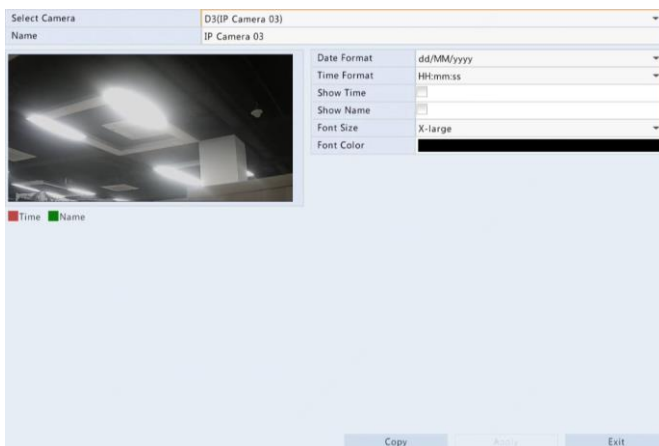 Select Camera D3(IP Camera 03)
Name IP Camera 03
Date Format dd/MM/yyyy
Time Format HH:mm:ss
Show Time
Show Name
Font Size X-large
Font Color
Time Name
Copy Apply Exit